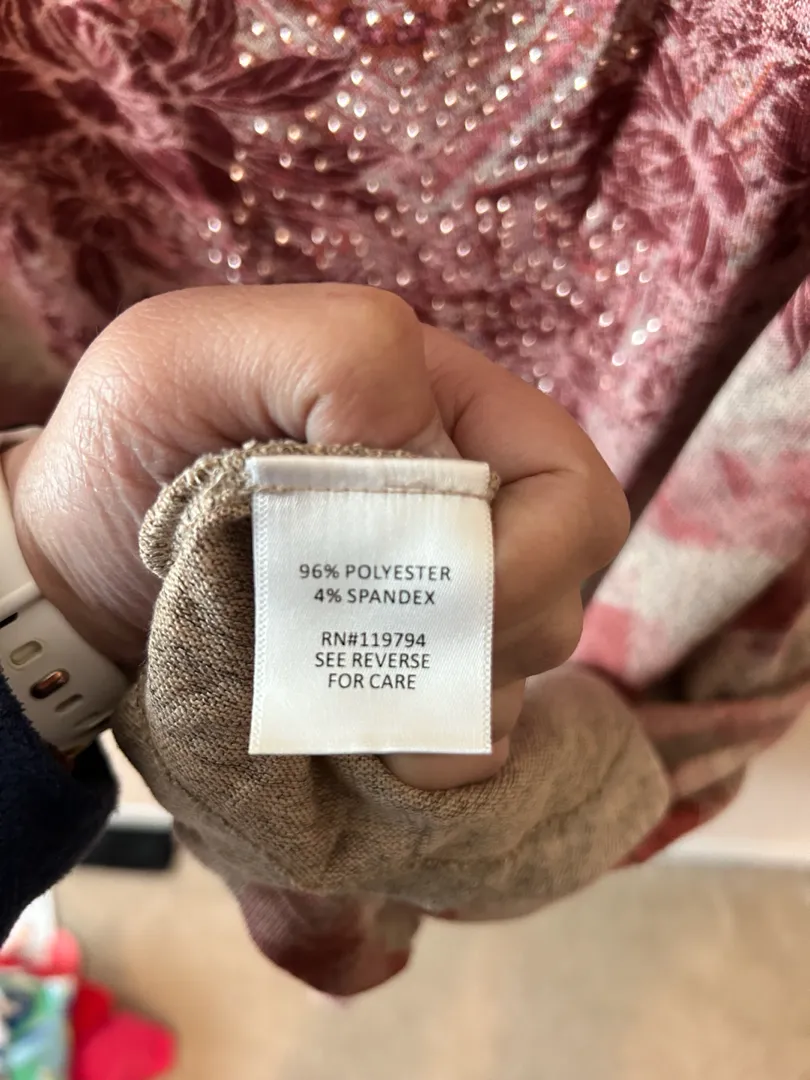 96% POLYESTER
4% SPANDEX
RN#119794
SEE REVERSE
FOR CARE